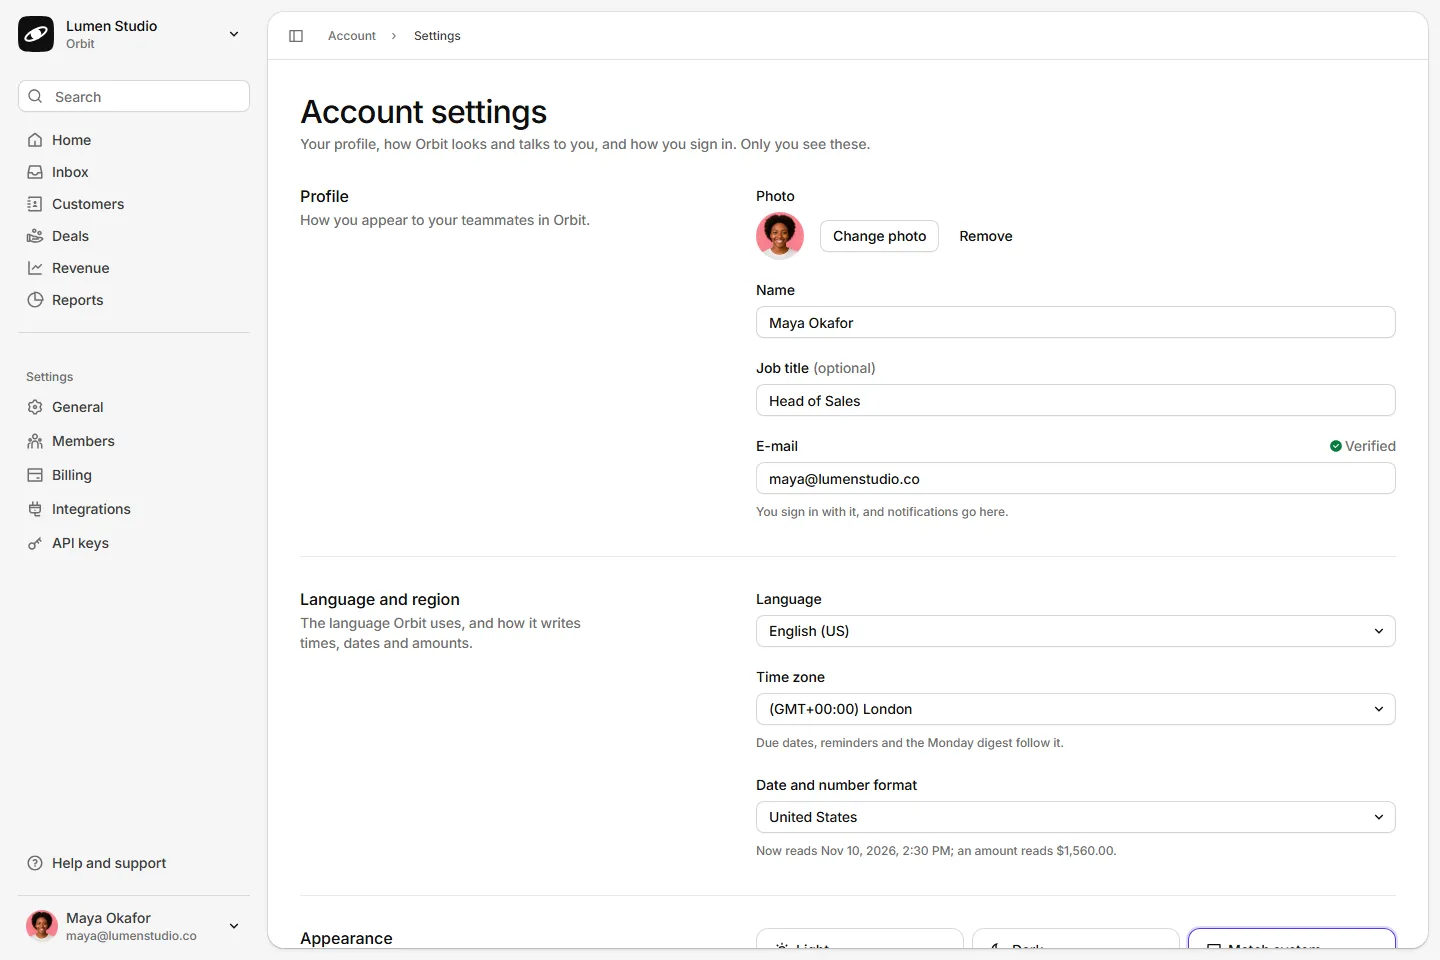 Lumen Studio
Orbit
Search
Home
Inbox
Customers
Deals
Revenue
Reports
Settings
General
Members
Billing
Integrations
API keys
Help and support
Maya Okafor
maya@lumenstudio.co
Account › Settings
Account settings
Your profile, how Orbit looks and talks to you, and how you sign in. Only you see these.
Profile
How you appear to your teammates in Orbit.
Photo
Change photo
Remove
Name
Maya Okafor
Job title (optional)
Head of Sales
E-mail
Verified
maya@lumenstudio.co
You sign in with it, and notifications go here.
Language and region
The language Orbit uses, and how it writes
times, dates and amounts.
Language
English (US)
Time zone
(GMT+00:00) London
Due dates, reminders and the Monday digest follow it.
Date and number format
United States
Now reads Nov 10, 2026, 2:30 PM; an amount reads $1,560.00.
Appearance
Light
Dark
Match system